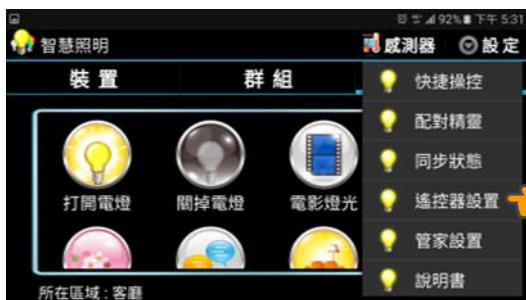 92% 下午 5:31
智慧照明
感測器
設定
裝置
群組
快捷操控
配對精靈
同步狀態
遙控器設置
管家設置
說明書
打開電燈
關掉電燈
電影燈光
所在區域 : 客廳